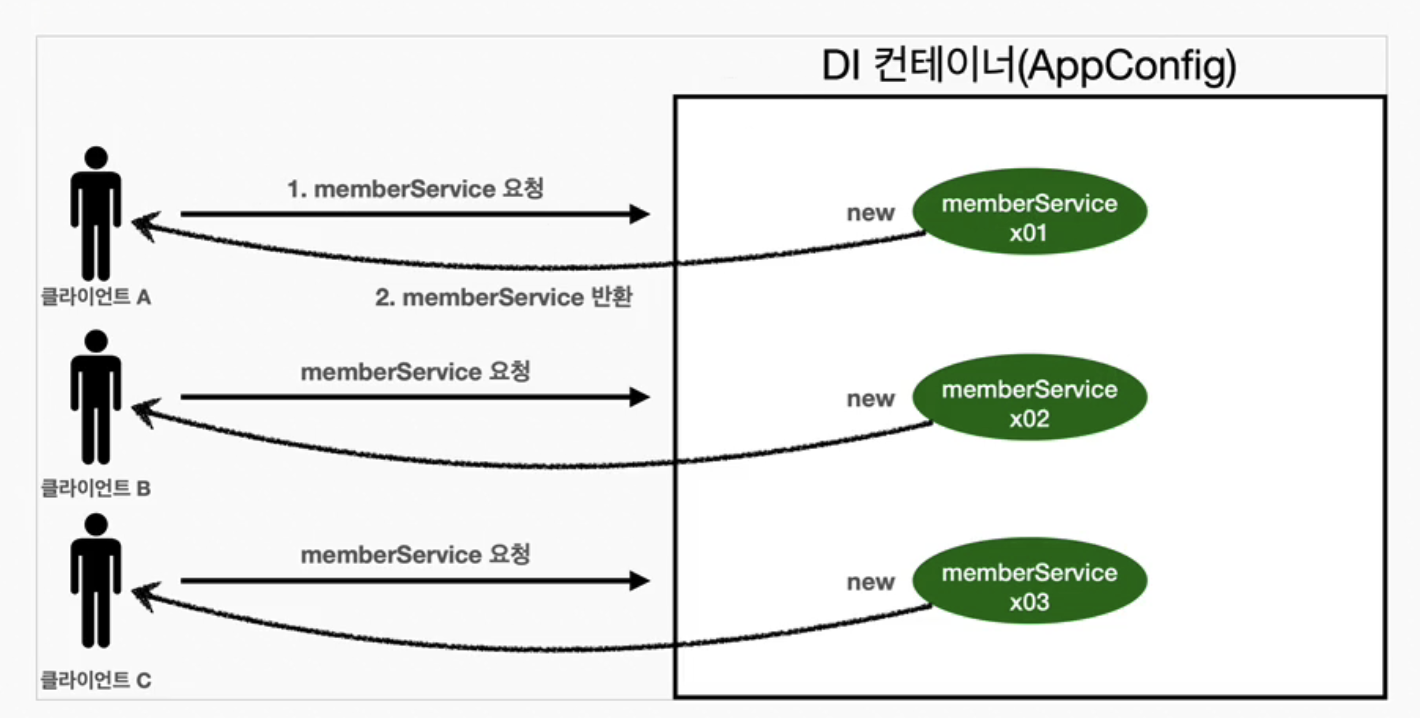 DI 컨테이너(AppConfig)
1. memberService 요청
new
memberService
x01
클라이언트 A
2. memberService 반환
memberService 요청
new
memberService
x02
클라이언트 B
memberService 요청
new
memberService
x03
클라이언트 C